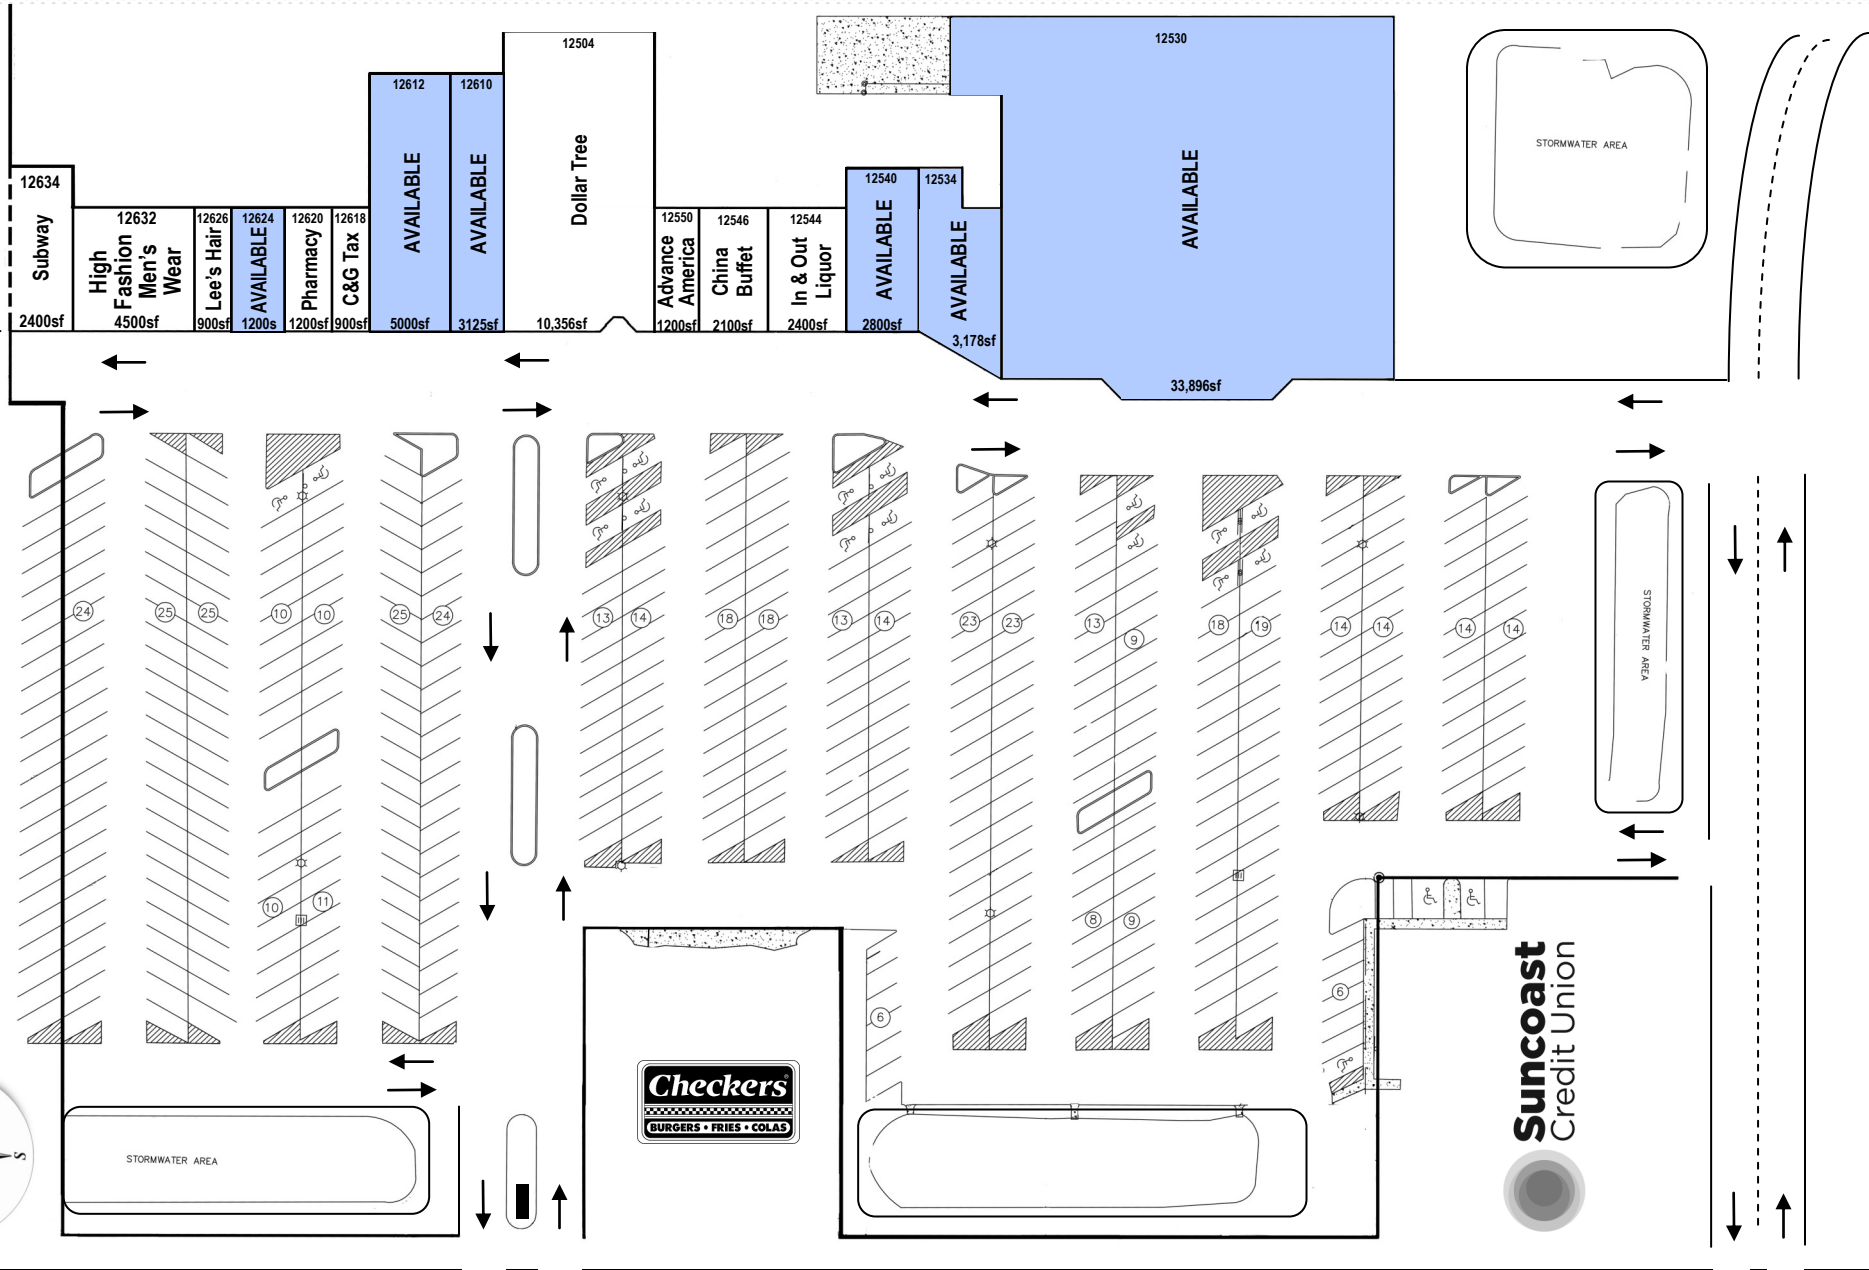 12504
12530
12612
12610
AVAILABLE
AVAILABLE
Dollar Tree
AVAILABLE
STORMWATER AREA
12634
Subway
2400sf
12632
High
Fashion
Men's
Wear
4500sf
12626
Lee's Hair
900sf
12624
AVAILABLE
1200s
12620
Pharmacy
1200sf
12618
C&G Tax
900sf
5000sf
3125sf
10,356sf
12550
Advance
America
1200sf
12546
China
Buffet
2100sf
12544
In & Out
Liquor
2400sf
12540
AVAILABLE
2800sf
12534
AVAILABLE
3,178sf
33,896sf
24
25
25
10
10
25
24
13
14
18
18
13
14
23
23
13
9
18
19
14
14
14
14
STORMWATER AREA
10
11
8
9
6
6
Checkers
BURGERS • FRIES • COLAS
Suncoast
Credit Union
STORMWATER AREA
S